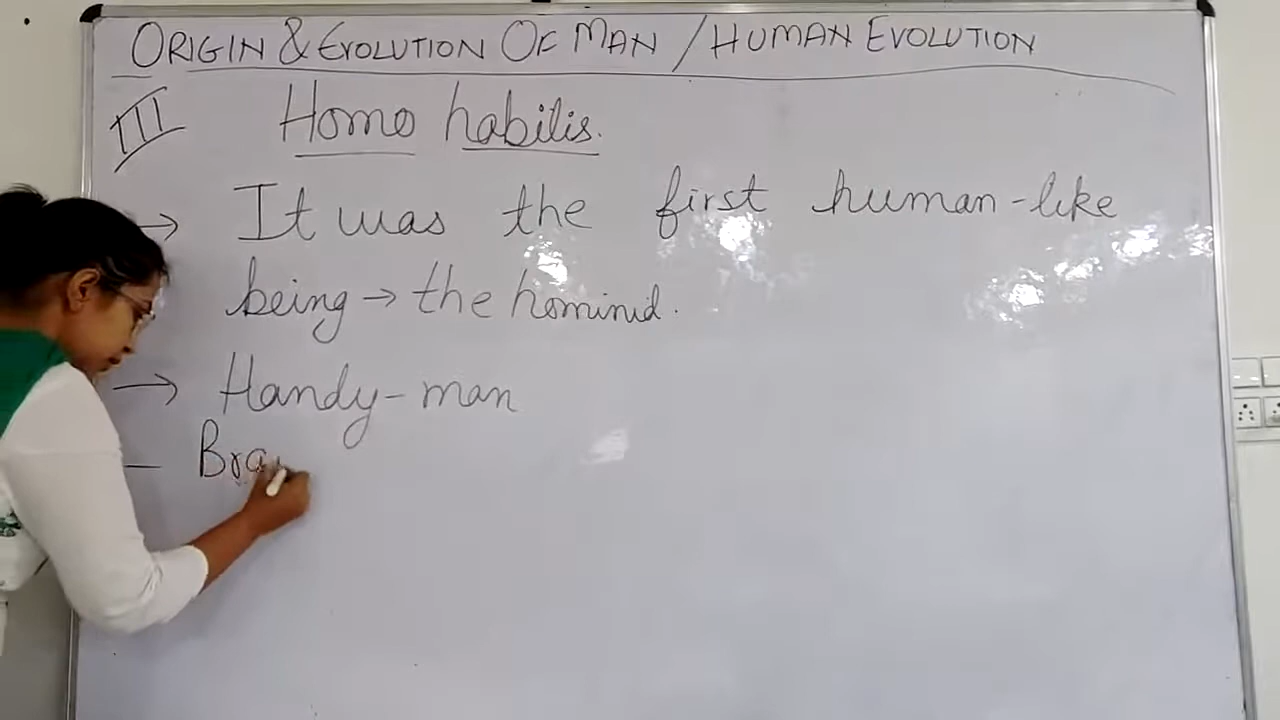 ORIGIN & EVOLUTION OF MAN / HUMAN EVOLUTION
III Homo habilis.
→ It was the first human-like
being → the hominid.
→ Handy-man
— Bra